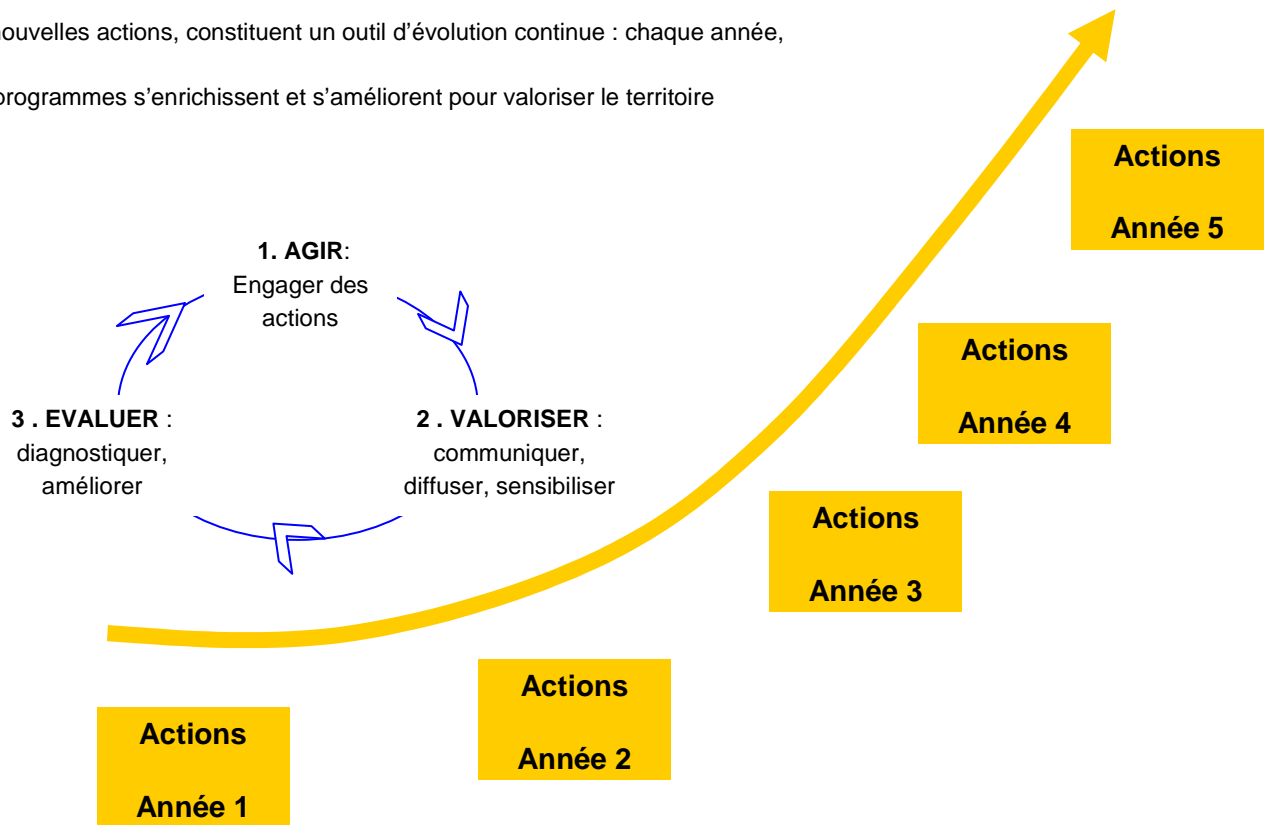 nouvelles actions, constituent un outil d’évolution continue : chaque année,
programmes s’enrichissent et s’améliorent pour valoriser le territoire
1. AGIR:
Engager des
actions
2 . VALORISER :
communiquer,
diffuser, sensibiliser
3 . EVALUER :
diagnostiquer,
améliorer
Actions
Année 1
Actions
Année 2
Actions
Année 3
Actions
Année 4
Actions
Année 5